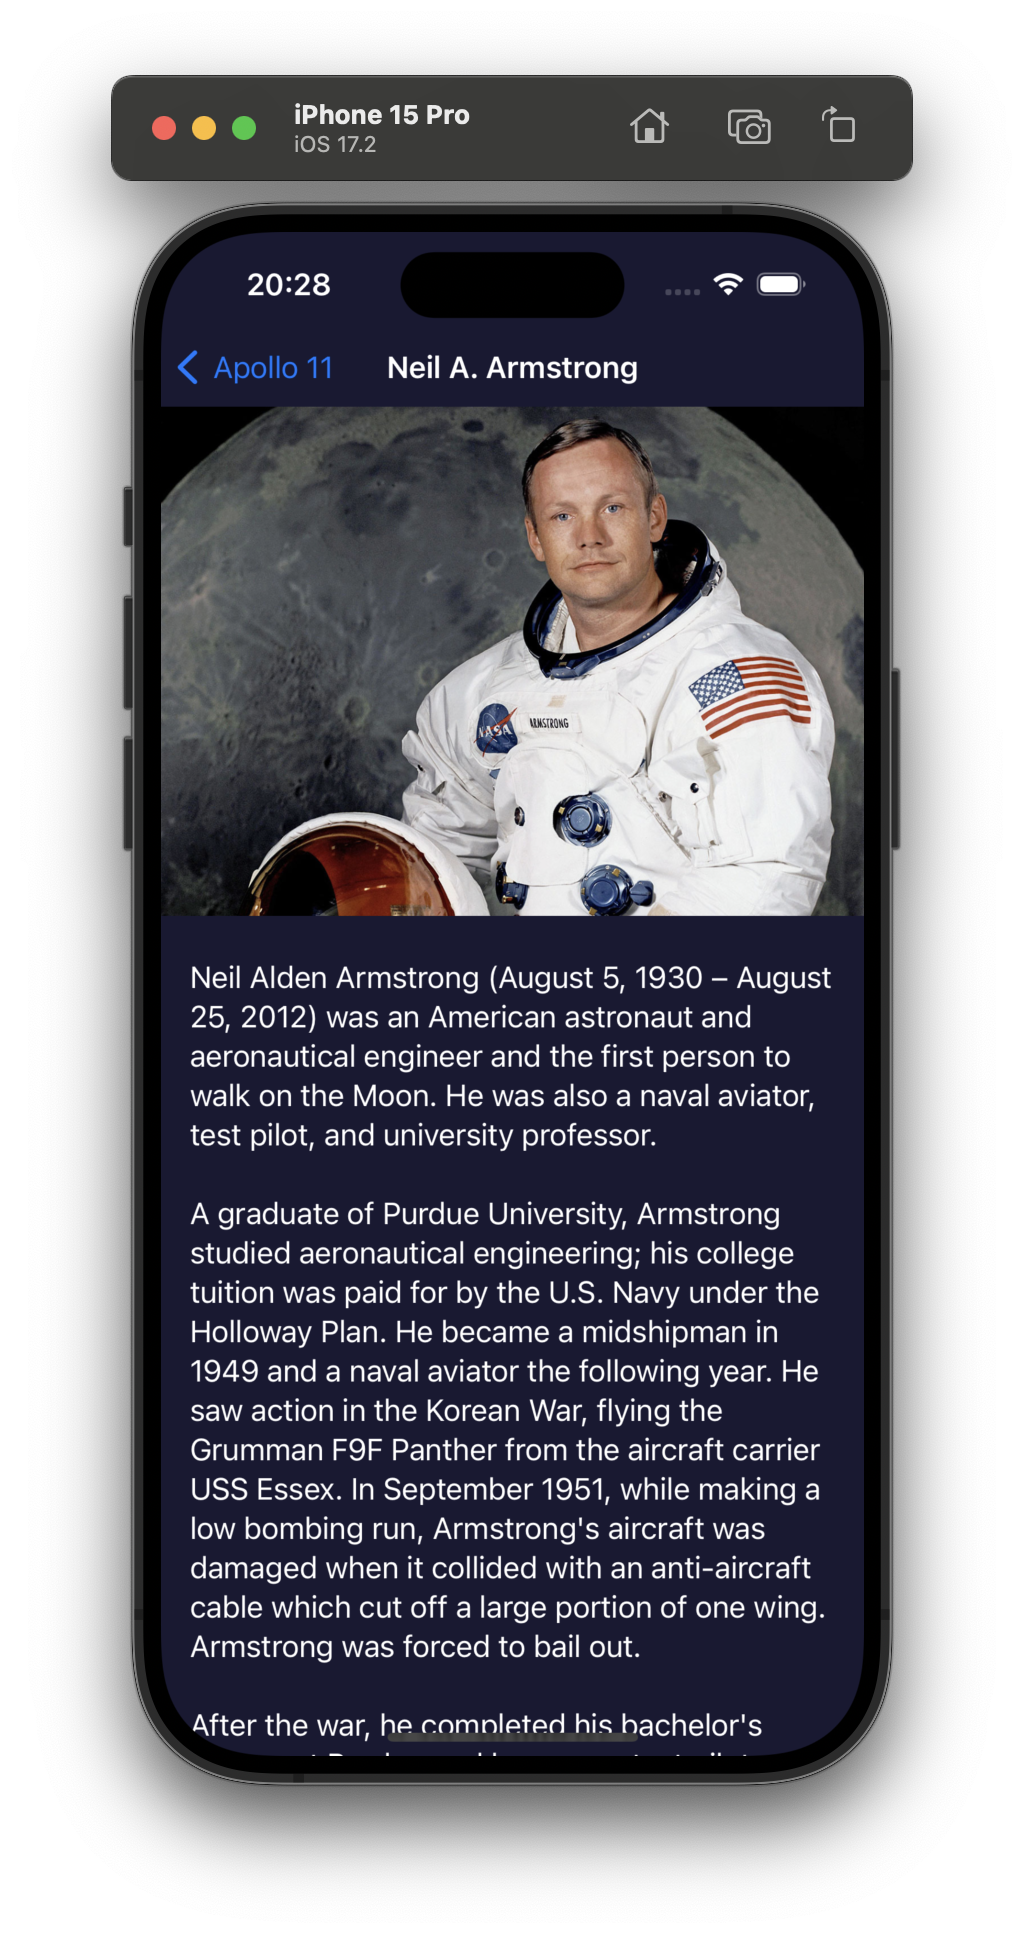 iPhone 15 Pro
iOS 17.2
20:28
Apollo 11
Neil A. Armstrong
NASA
ARMSTRONG
Neil Alden Armstrong (August 5, 1930 – August
25, 2012) was an American astronaut and
aeronautical engineer and the first person to
walk on the Moon. He was also a naval aviator,
test pilot, and university professor.
A graduate of Purdue University, Armstrong
studied aeronautical engineering; his college
tuition was paid for by the U.S. Navy under the
Holloway Plan. He became a midshipman in
1949 and a naval aviator the following year. He
saw action in the Korean War, flying the
Grumman F9F Panther from the aircraft carrier
USS Essex. In September 1951, while making a
low bombing run, Armstrong's aircraft was
damaged when it collided with an anti-aircraft
cable which cut off a large portion of one wing.
Armstrong was forced to bail out.
After the war, he completed his bachelor's